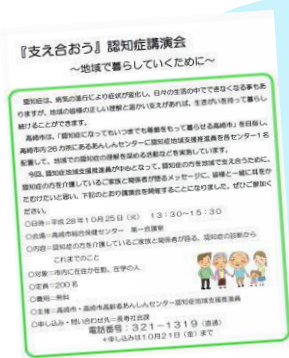 『支え合おう』認知症講演会
～地域で暮らしていくために～
認知症は、病気の進行により症状が変化し、日々の生活の中でできなくなる事もあ
りますが、地域の皆様の正しい理解と温かい支えがあれば、生きがいを持って暮らし
続けることができます。
高崎市は、「認知症になってもいつまでも尊厳をもって暮せる高崎市」を目指し、
高崎市内26カ所にあるあんしんセンターに認知症地域支援推進員を各センター1名
配置して、地域での認知症の理解を深める活動などを実施しています。
今回、認知症地域支援推進員が中心となって、認知症の方を地域で支え合うために、
認知症の方を介護しているご家族と関係者が語るメッセージに、皆様と一緒に耳をか
たむけたいと思い、下記のとおり講演会を開催することになりました。ぜひご参加く
ださい。
○日時＝平成28年10月25日（火） 13：30～15：30
○会場＝高崎市総合保健センター 第一会議室
○内容＝認知症の方を介護しているご家族と関係者が語る、認知症の診断から
これまでのこと
○対象＝市内に在住か在勤、在学の人
○定員＝200名
○費用＝無料
○主催＝高崎市・高崎市高齢者あんしんセンター認知症地域支援推進員
○申し込み・問い合わせ先＝長寿社会課
電話番号：321－1319（直通）
＊申し込みは10月21日（金）まで